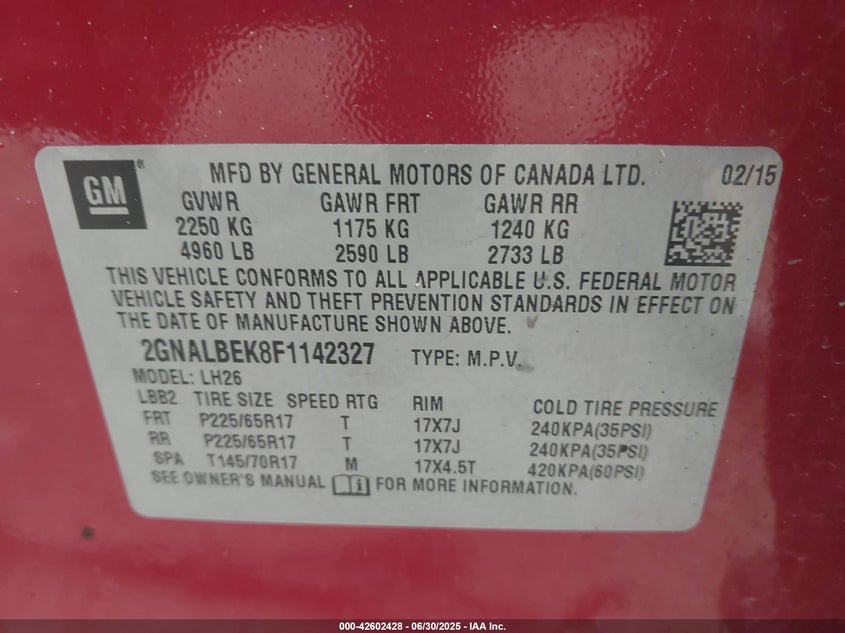 GM ® MFD BY GENERAL MOTORS OF CANADA LTD. 02/15
GVWR GAWR FRT GAWR RR
2250 KG 1175 KG 1240 KG
4960 LB 2590 LB 2733 LB
THIS VEHICLE CONFORMS TO ALL APPLICABLE U.S. FEDERAL MOTOR
VEHICLE SAFETY AND THEFT PREVENTION STANDARDS IN EFFECT ON
THE DATE OF MANUFACTURE SHOWN ABOVE.
2GNALBEK8F1142327 TYPE: M.P.V.
MODEL: LH26
LBB2 TIRE SIZE SPEED RTG RIM COLD TIRE PRESSURE
FRT P225/65R17 T 17X7J 240KPA(35PSI)
RR P225/65R17 T 17X7J 240KPA(35PSI)
SPA T145/70R17 M 17X4.5T 420KPA(60PSI)
SEE OWNER'S MANUAL i FOR MORE INFORMATION.
000-42602428 - 06/30/2025 - IAA Inc.